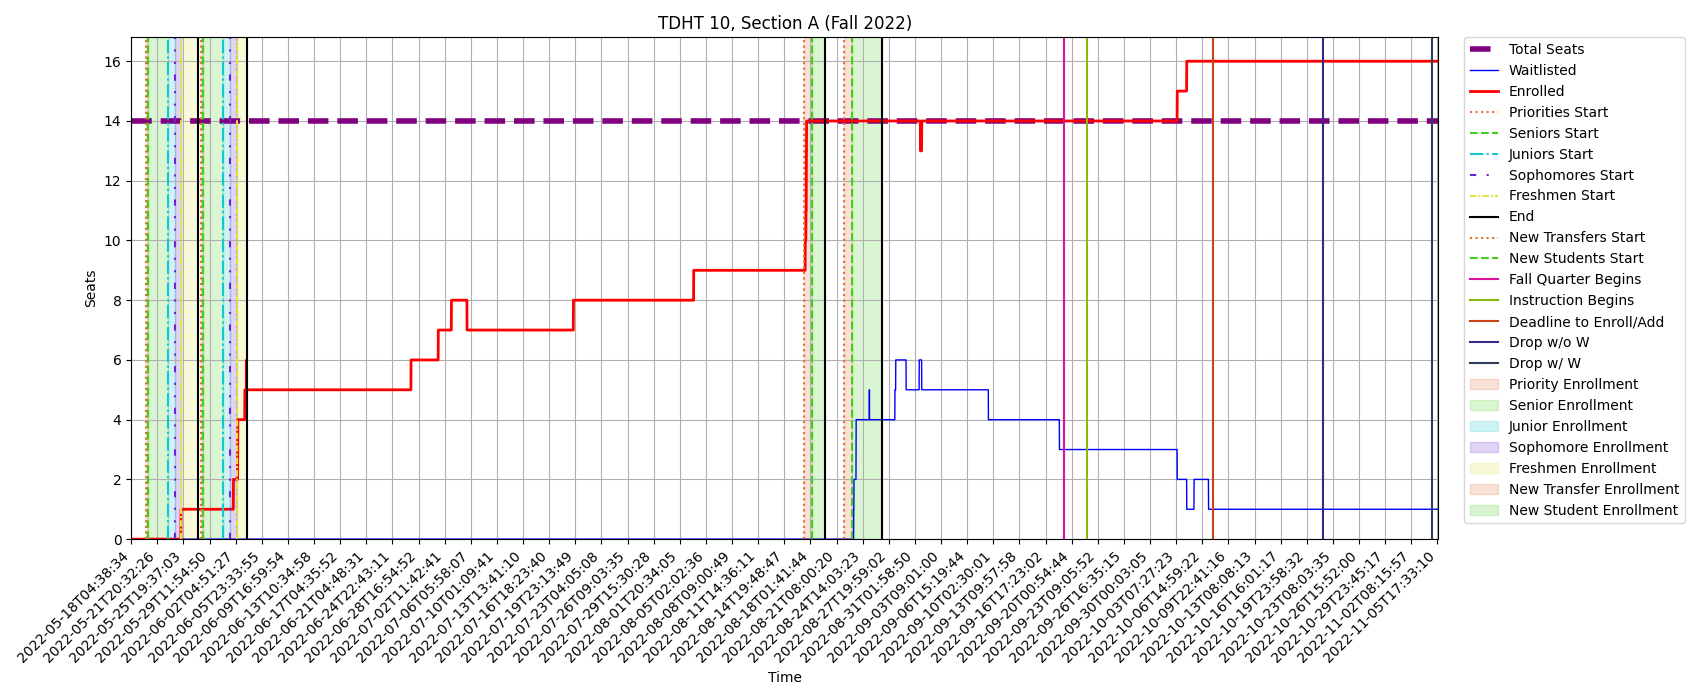 TDHT 10, Section A (Fall 2022)
Seats
16
14
12
10
8
6
4
2
0
2022-05-18T04:38:34
2022-05-21T20:32:26
2022-05-25T19:37:03
2022-05-29T11:54:50
2022-06-02T04:51:27
2022-06-05T23:33:55
2022-06-09T16:59:54
2022-06-13T10:34:58
2022-06-17T04:35:52
2022-06-21T04:48:31
2022-06-24T22:43:11
2022-06-28T16:54:52
2022-07-02T11:42:41
2022-07-06T05:58:07
2022-07-10T01:09:41
2022-07-13T13:41:10
2022-07-16T18:23:40
2022-07-19T23:13:49
2022-07-23T04:05:08
2022-07-26T09:03:35
2022-07-29T15:30:28
2022-08-01T20:34:05
2022-08-05T02:02:36
2022-08-08T09:00:49
2022-08-11T14:36:11
2022-08-14T19:48:47
2022-08-18T01:41:44
2022-08-21T08:00:20
2022-08-24T14:03:23
2022-08-27T19:59:02
2022-08-31T01:58:50
2022-09-03T09:01:00
2022-09-06T15:19:44
2022-09-10T02:30:01
2022-09-13T09:57:58
2022-09-16T17:23:02
2022-09-20T00:54:44
2022-09-23T09:05:52
2022-09-26T16:35:15
2022-09-30T00:03:05
2022-10-03T07:27:23
2022-10-06T14:59:22
2022-10-09T22:41:16
2022-10-13T08:08:13
2022-10-16T16:01:17
2022-10-19T23:58:32
2022-10-23T08:03:35
2022-10-26T15:52:00
2022-10-29T23:45:17
2022-11-02T08:15:57
2022-11-05T17:33:10
Time
Total Seats
Waitlisted
Enrolled
Priorities Start
Seniors Start
Juniors Start
Sophomores Start
Freshmen Start
End
New Transfers Start
New Students Start
Fall Quarter Begins
Instruction Begins
Deadline to Enroll/Add
Drop w/o W
Drop w/ W
Priority Enrollment
Senior Enrollment
Junior Enrollment
Sophomore Enrollment
Freshmen Enrollment
New Transfer Enrollment
New Student Enrollment